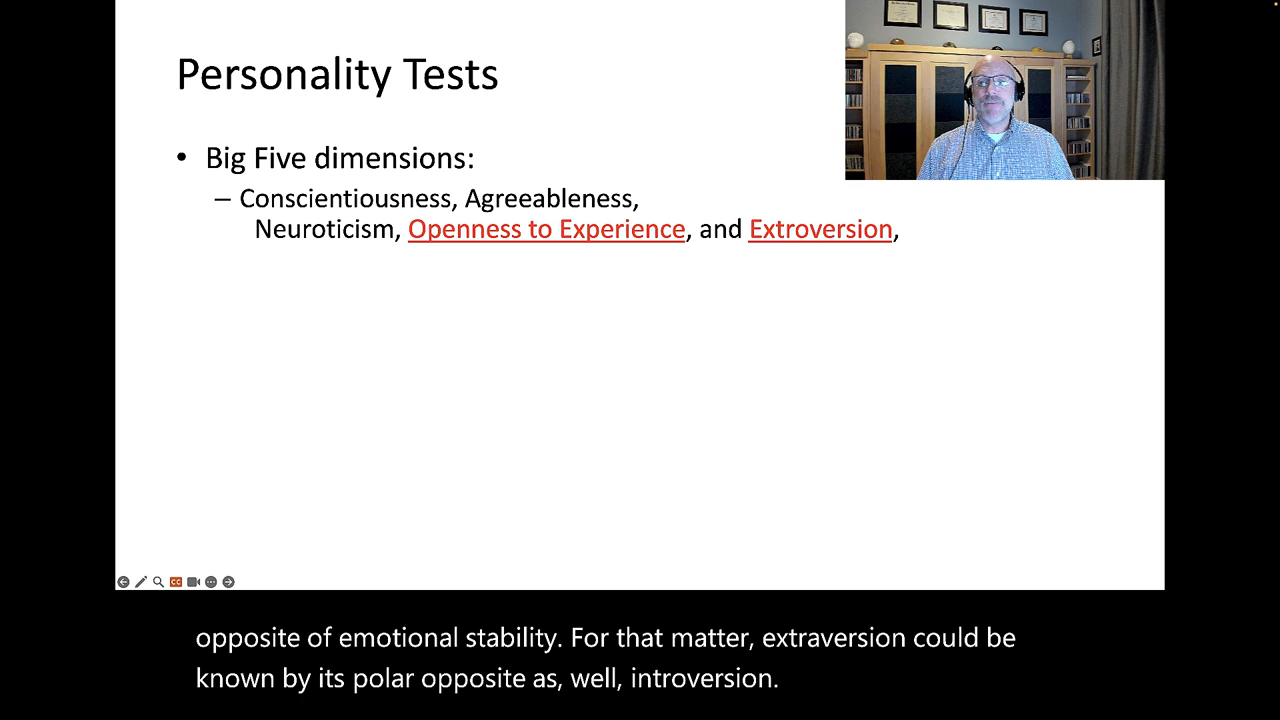 Personality Tests
• Big Five dimensions:
– Conscientiousness, Agreeableness,
Neuroticism, Openness to Experience, and Extroversion,
CC
opposite of emotional stability. For that matter, extraversion could be
known by its polar opposite as, well, introversion.